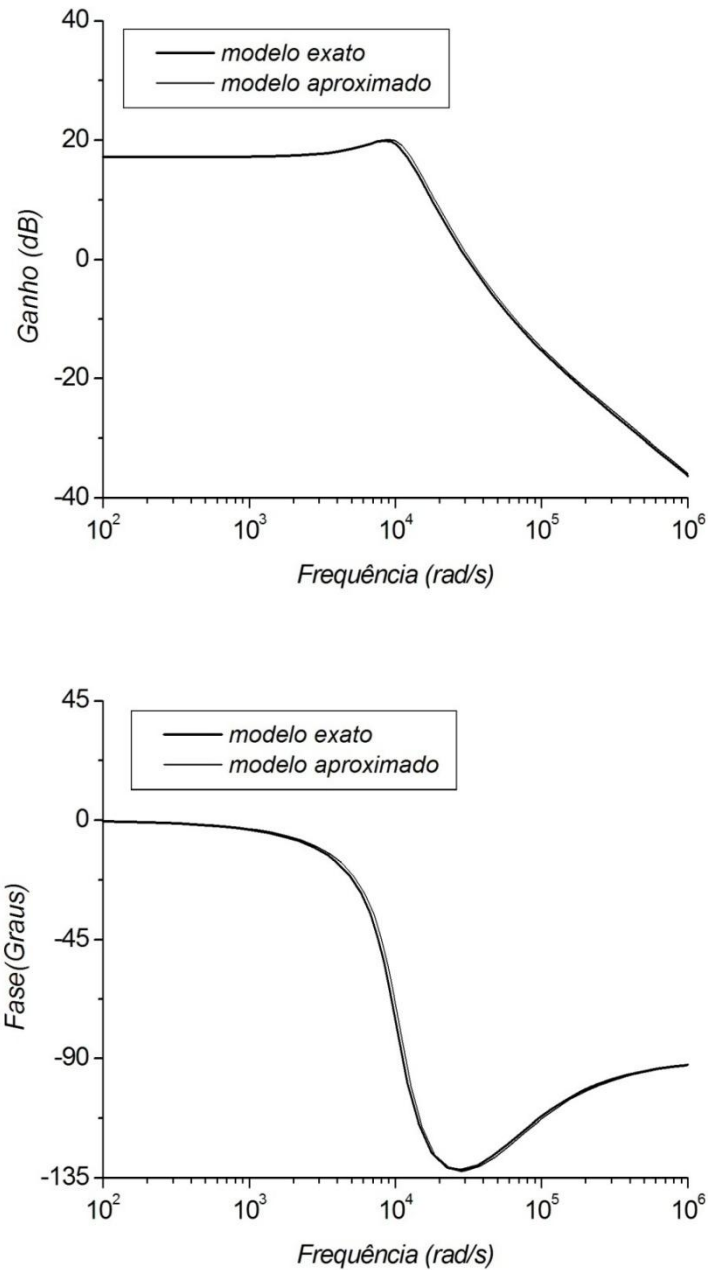 40
modelo exato
modelo aproximado
20
0
-20
-40
Ganho (dB)
10²
10³
10⁴
10⁵
10⁶
Frequência (rad/s)
45
modelo exato
modelo aproximado
0
-45
-90
-135
Fase(Graus)
10²
10³
10⁴
10⁵
10⁶
Frequência (rad/s)